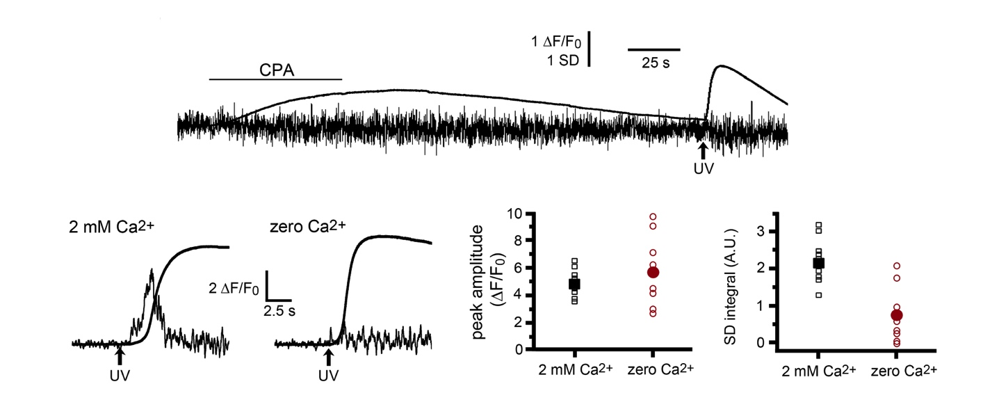 1 ΔF/F0
1 SD
25 s
CPA
UV
2 mM Ca2+
zero Ca2+
2 ΔF/F0
2.5 s
UV
UV
peak amplitude
(ΔF/F0)
10
8
6
4
2
0
2 mM Ca2+
zero Ca2+
SD integral (A.U.)
3
2
1
0
2 mM Ca2+
zero Ca2+